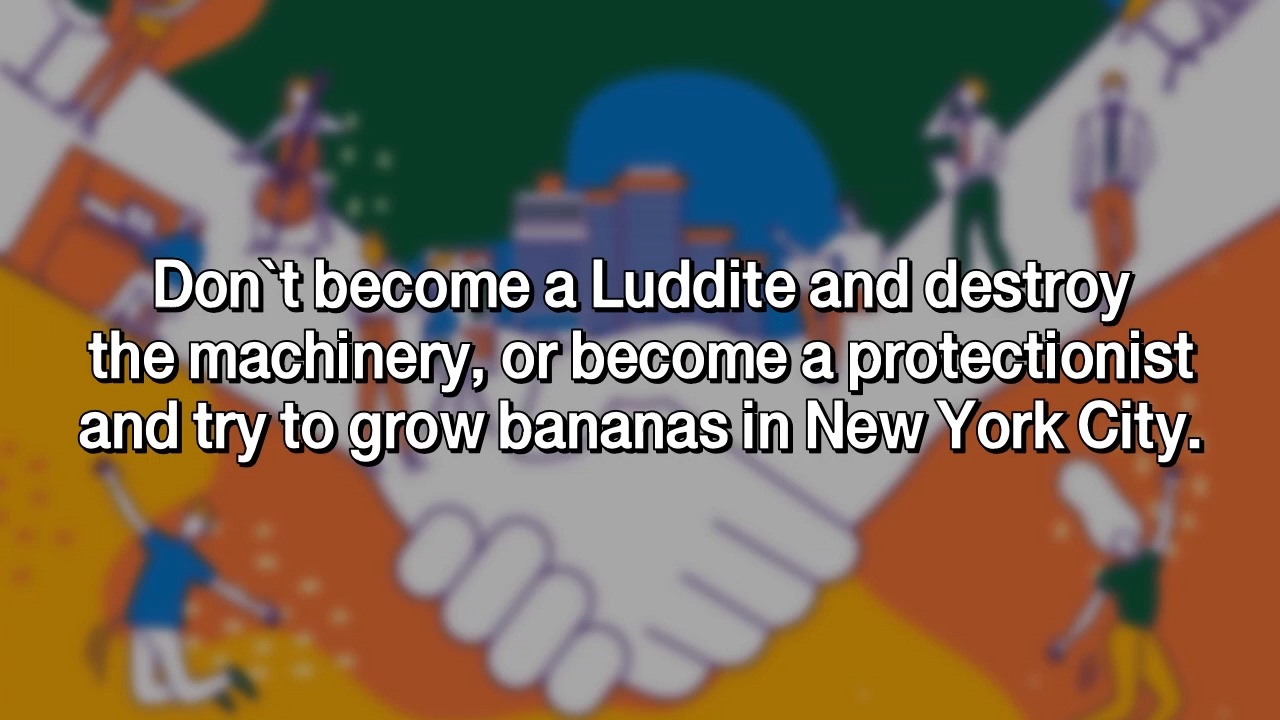 Don`t become a Luddite and destroy
the machinery, or become a protectionist
and try to grow bananas in New York City.